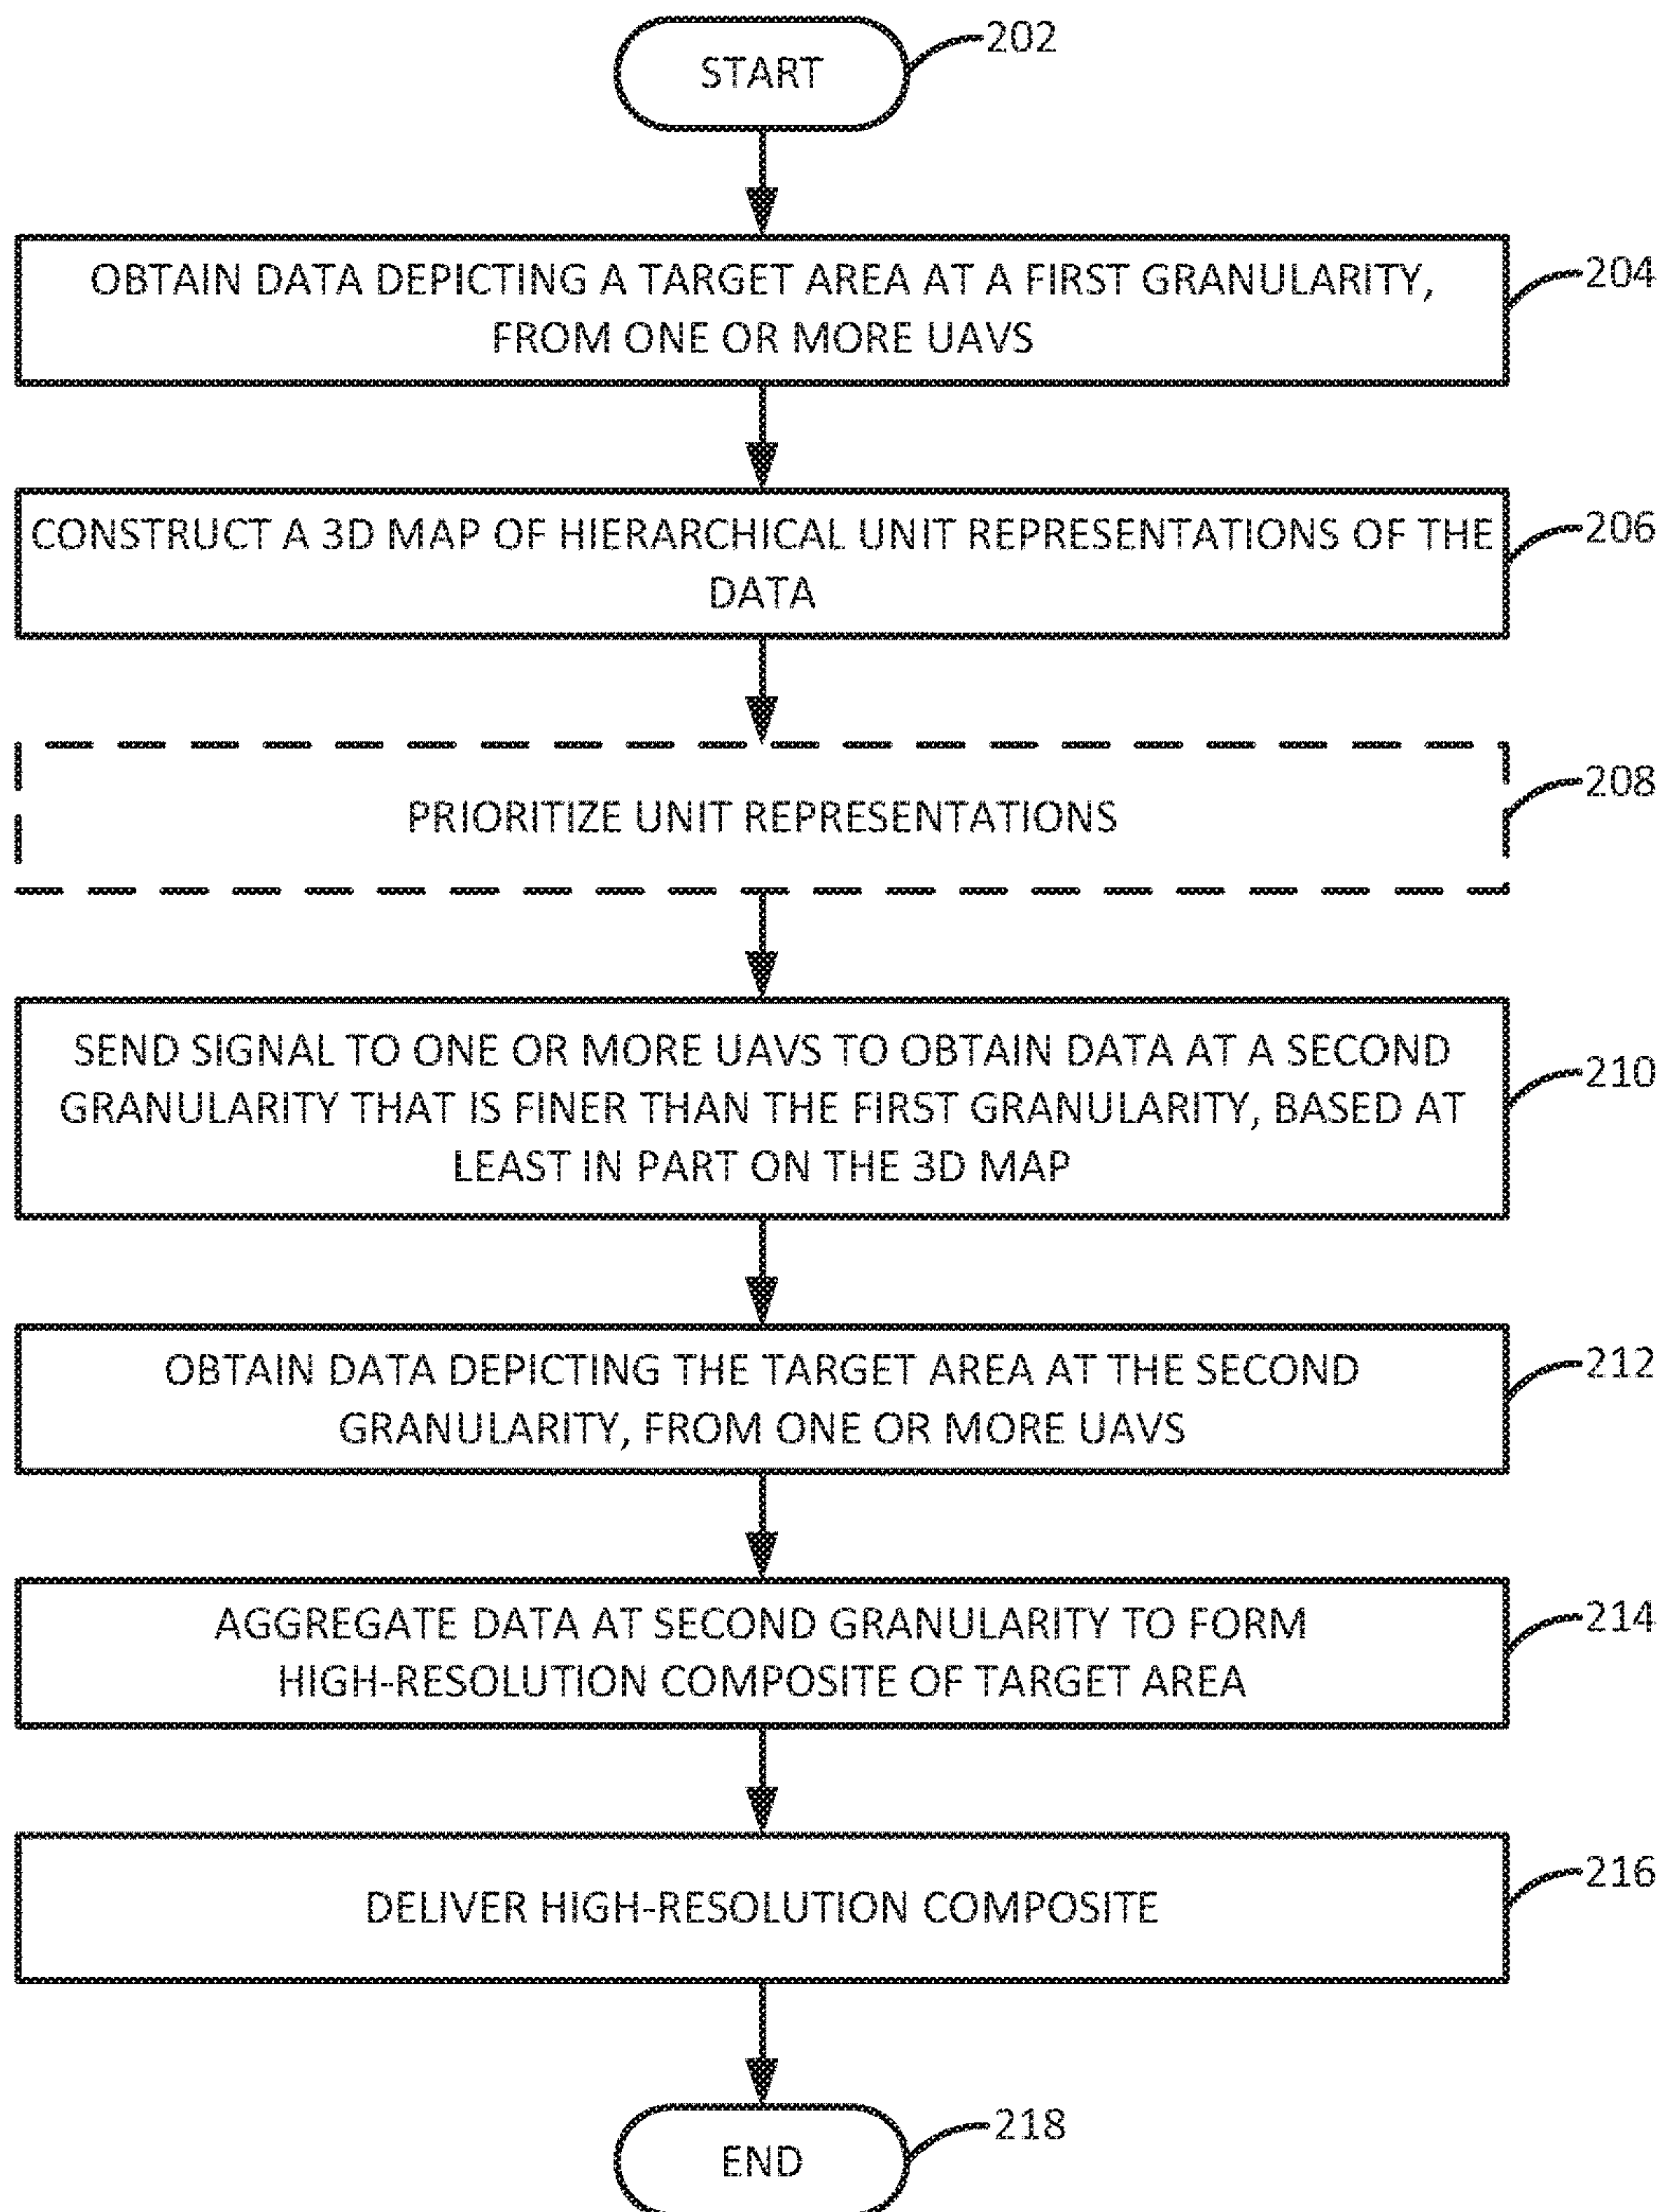 START
202
OBTAIN DATA DEPICTING A TARGET AREA AT A FIRST GRANULARITY,
FROM ONE OR MORE UAVS
204
CONSTRUCT A 3D MAP OF HIERARCHICAL UNIT REPRESENTATIONS OF THE
DATA
206
PRIORITIZE UNIT REPRESENTATIONS
208
SEND SIGNAL TO ONE OR MORE UAVS TO OBTAIN DATA AT A SECOND
GRANULARITY THAT IS FINER THAN THE FIRST GRANULARITY, BASED AT
LEAST IN PART ON THE 3D MAP
210
OBTAIN DATA DEPICTING THE TARGET AREA AT THE SECOND
GRANULARITY, FROM ONE OR MORE UAVS
212
AGGREGATE DATA AT SECOND GRANULARITY TO FORM
HIGH-RESOLUTION COMPOSITE OF TARGET AREA
214
DELIVER HIGH-RESOLUTION COMPOSITE
216
END
218